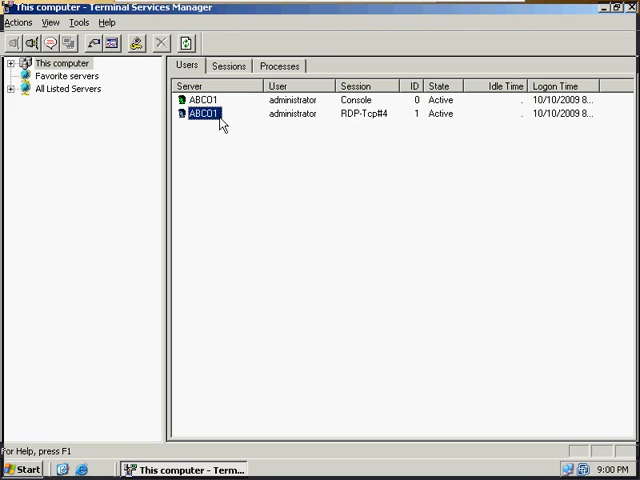 This computer - Terminal Services Manager
Actions View Tools Help
This computer
Favorite servers
All Listed Servers
Users Sessions Processes
Server User Session ID State Idle Time Logon Time
ABC01 administrator Console 0 Active . 10/10/2009 8...
ABC01 administrator RDP-Tcp#4 1 Active . 10/10/2009 8...
For Help, press F1
Start This computer - Term... 9:00 PM